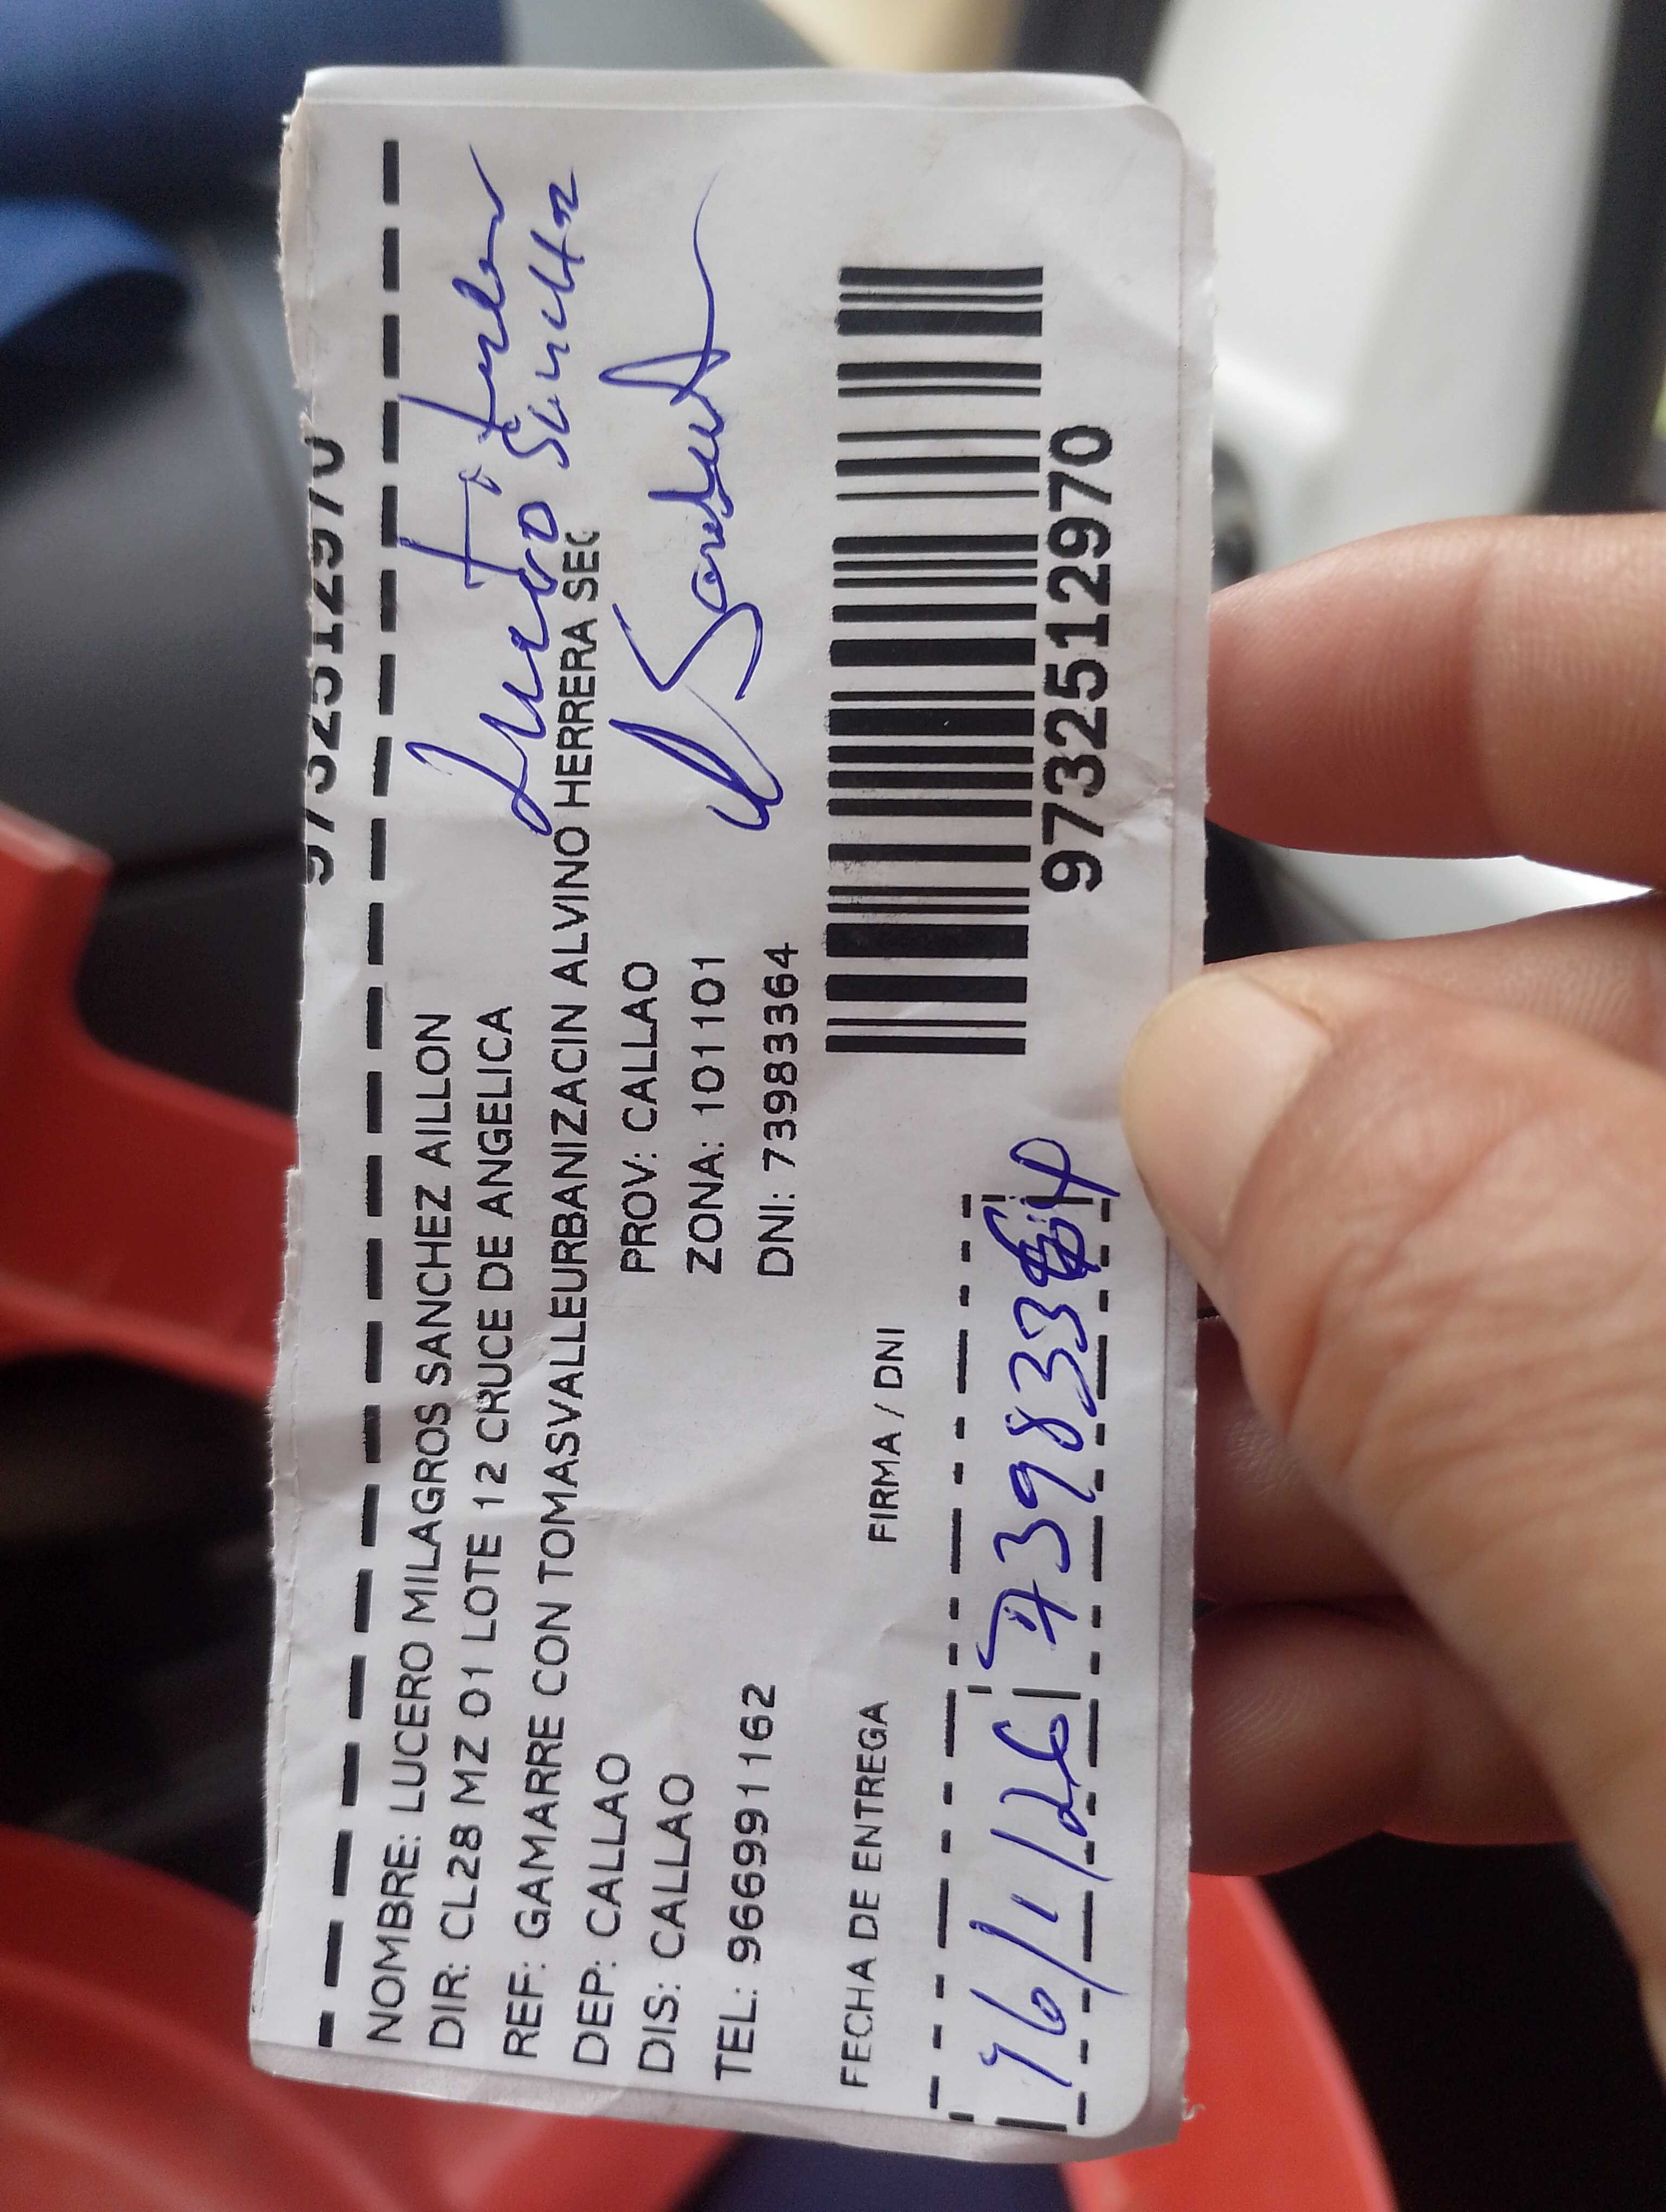 9732512970
NOMBRE: LUCERO MILAGROS SANCHEZ AILLON
DIR: CL28 MZ 01 LOTE 12 CRUCE DE ANGELICA
REF: GAMARRE CON TOMASVALLEURBANIZACIN ALVINO HERRERA SEC
DEP: CALLAO PROV: CALLAO
DIS: CALLAO ZONA: 101101
TEL: 966991162 DNI: 73983364
FECHA DE ENTREGA FIRMA / DNI
16/1/26 739833
9732512970